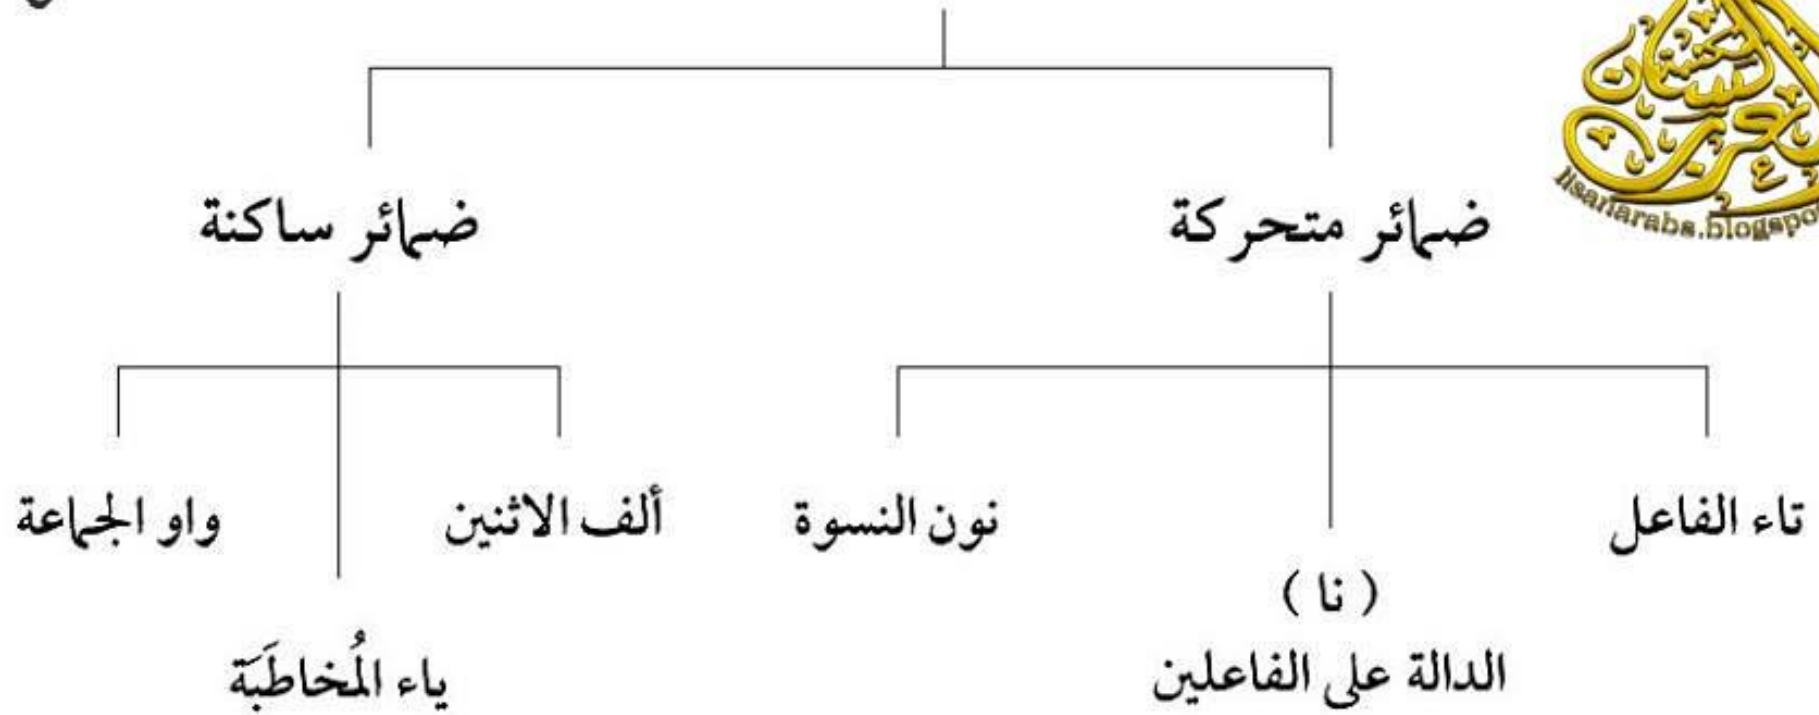 ضمائر متحركة
ضمائر ساكنة
تاء الفاعل
( نا )
الدالة على الفاعلين
نون النسوة
ألف الاثنين
ياء المُخاطَبَة
واو الجماعة